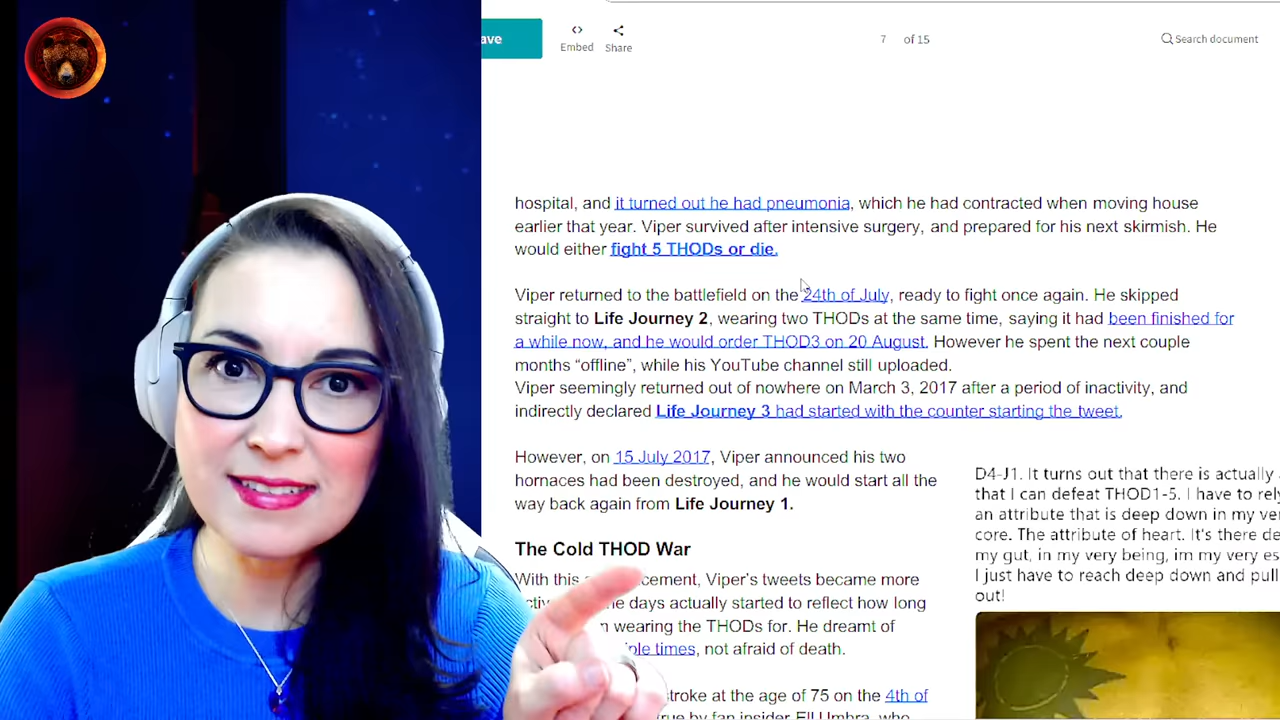 ave
Embed
Share
7 of 15
Search document
hospital, and it turned out he had pneumonia, which he had contracted when moving house
earlier that year. Viper survived after intensive surgery, and prepared for his next skirmish. He
would either fight 5 THODs or die.
Viper returned to the battlefield on the 24th of July, ready to fight once again. He skipped
straight to Life Journey 2, wearing two THODs at the same time, saying it had been finished for
a while now, and he would order THOD3 on 20 August. However he spent the next couple
months “offline”, while his YouTube channel still uploaded.
Viper seemingly returned out of nowhere on March 3, 2017 after a period of inactivity, and
indirectly declared Life Journey 3 had started with the counter starting the tweet.
However, on 15 July 2017, Viper announced his two
hornaces had been destroyed, and he would start all the
way back again from Life Journey 1.
The Cold THOD War
With this cement, Viper's tweets became more
days actually started to reflect how long
wearing the THODs for. He dreamt of
times, not afraid of death.
stroke at the age of 75 on the 4th of
by fan insider Ell Umbra, who
D4-J1. It turns out that there is actually
that I can defeat THOD1-5. I have to rely
an attribute that is deep down in my
core. The attribute of heart. It's there
my gut, in my very being, im my very
I just have to reach deep down and pull
out!